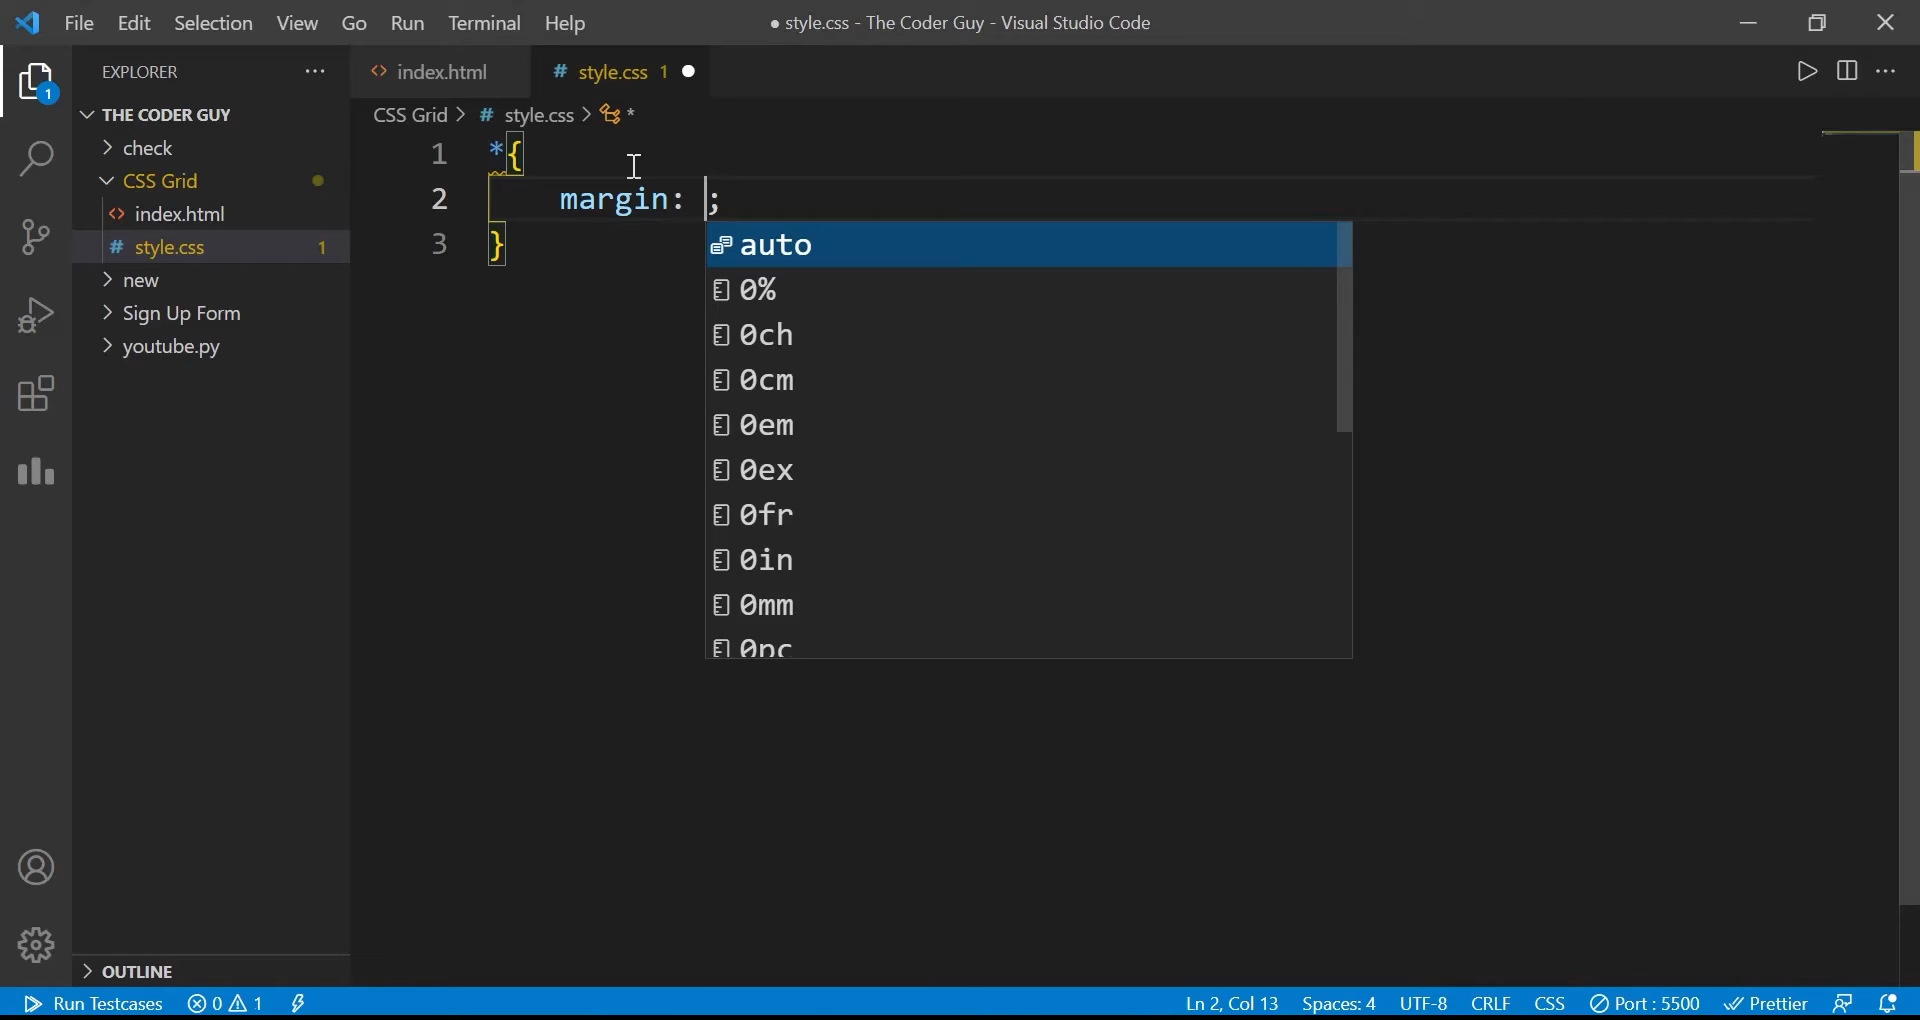 File Edit Selection View Go Run Terminal Help
● style.css - The Coder Guy - Visual Studio Code
EXPLORER ···
THE CODER GUY
check
CSS Grid
index.html
style.css 1
new
Sign Up Form
youtube.py
OUTLINE
1
index.html
# style.css 1
CSS Grid > # style.css > *
1 *{
2 margin: ;
3 }
auto
0%
0ch
0cm
0em
0ex
0fr
0in
0mm
0pc
Run Testcases 0 1
Ln 2, Col 13 Spaces: 4 UTF-8 CRLF CSS Port : 5500 Prettier